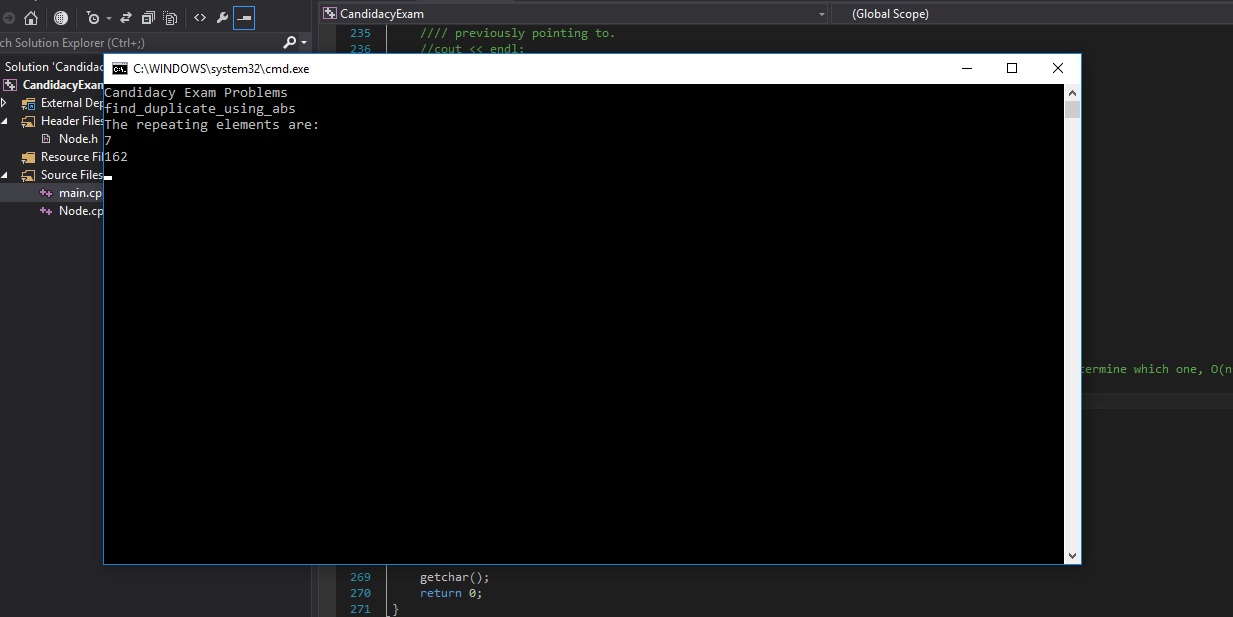 CandidacyExam
(Global Scope)
ch Solution Explorer (Ctrl+;)
235 //// previously pointing to.
236 //cout << endl;
Solution 'Candidac
CandidacyExam
External Dep
Header Files
Node.h
Resource Fi
Source Files
main.cp
Node.cp
C:\WINDOWS\system32\cmd.exe
Candidacy Exam Problems
find_duplicate_using_abs
The repeating elements are:
7
162
termine which one, O(n
269 getchar();
270 return 0;
271 }